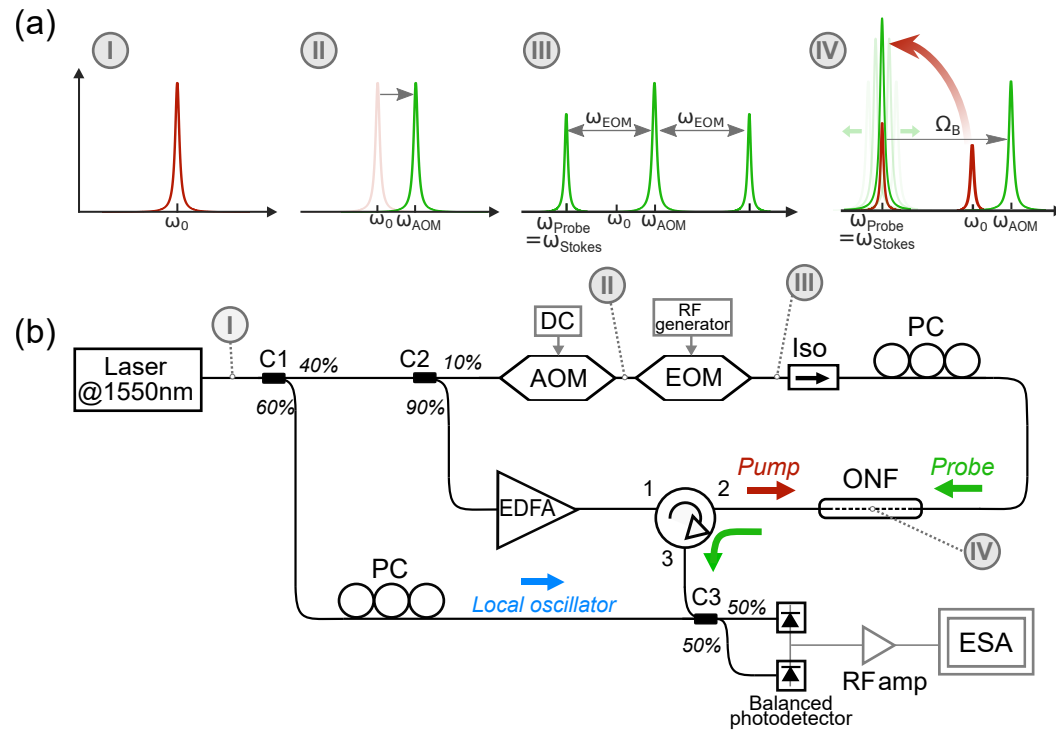 (a)
I
II
III
IV
ω0
ω0 ωAOM
ωEOM
ωEOM
ωProbe
=ωStokes
ω0
ωAOM
ΩB
ωProbe
=ωStokes
ω0
ωAOM
(b)
I
II
III
DC
RF
generator
PC
Laser
@1550nm
C1
40%
60%
C2
10%
90%
AOM
EOM
Iso
Pump
ONF
Probe
EDFA
1
2
3
IV
PC
Local oscillator
C3
50%
50%
Balanced
photodetector
RF amp
ESA